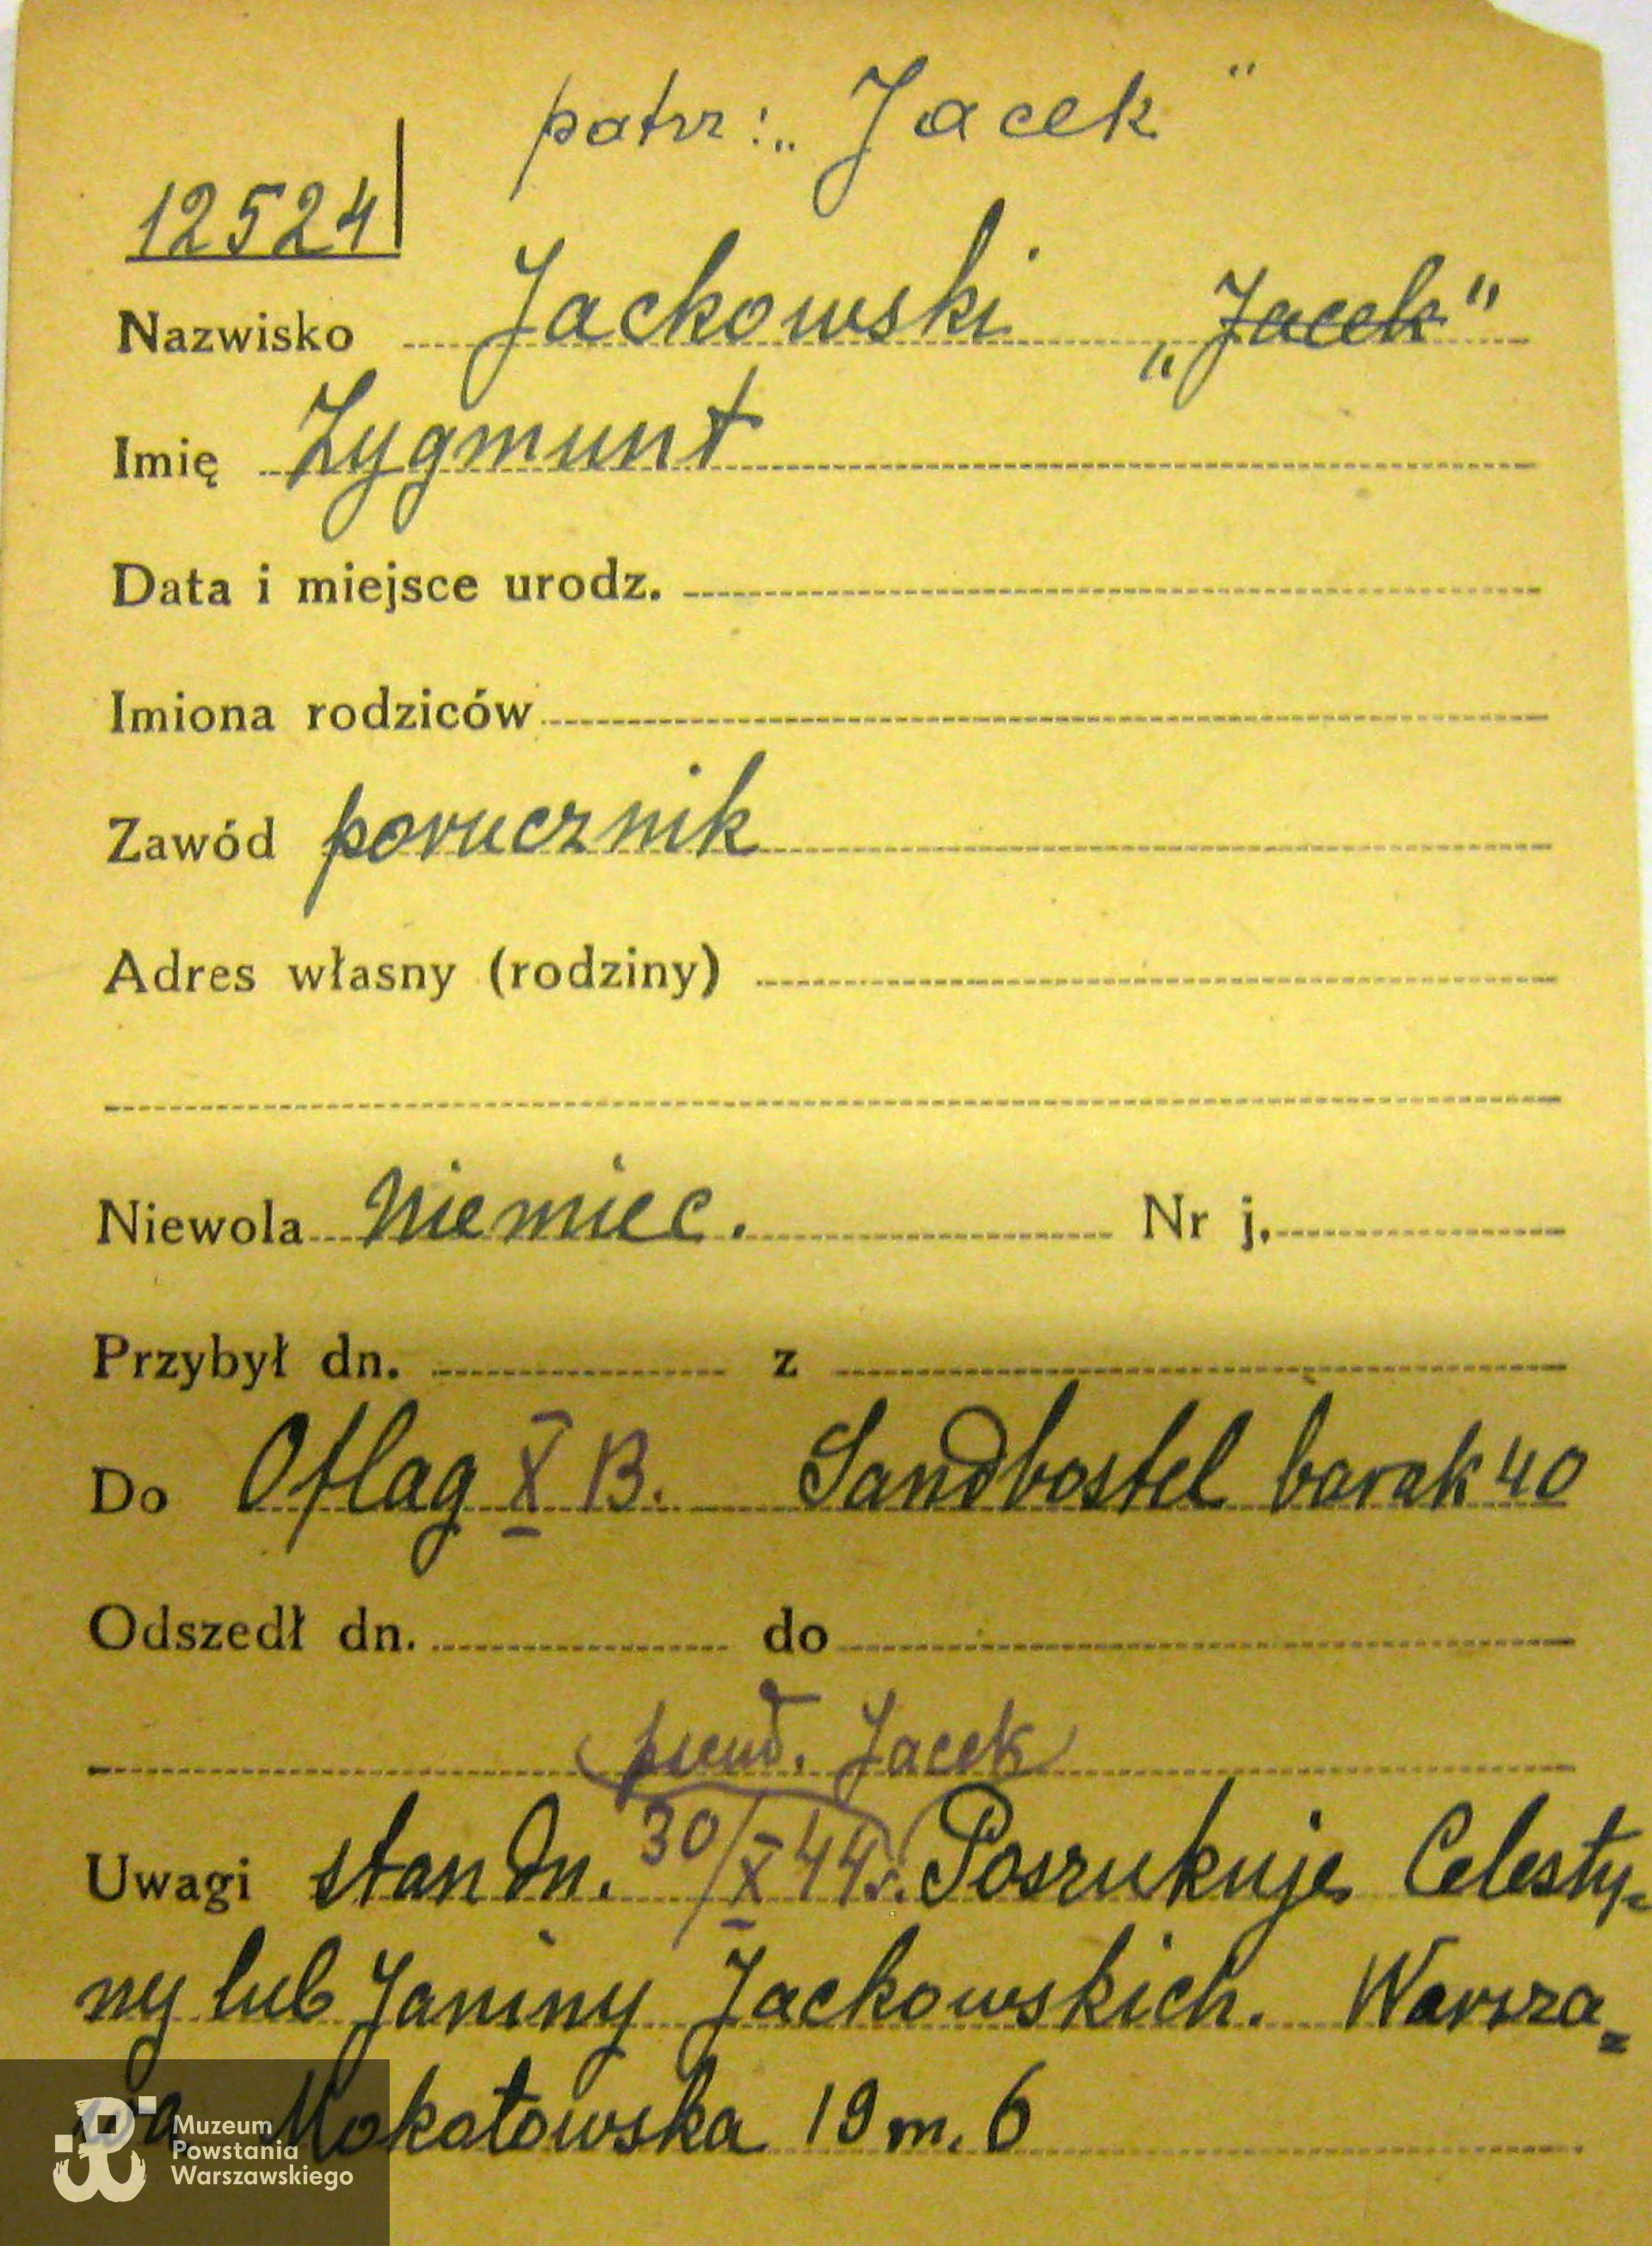 patrz: „Jacek"
12524
Nazwisko Jackowski „Jacek"
Imię Zygmunt
Data i miejsce urodz.
Imiona rodziców
Zawód porucznik
Adres własny (rodziny)
Niewola niemiec. Nr j.
Przybył dn. z
Do Oflag X B. Sandbostel barak 40
Odszedł dn. do
pseud. Jacek
Uwagi stan dn. 30/X 44r. Poszukuje Celesty-
ny lub Janiny Jackowskich. Warsza-
wa Mokotowska 19 m. 6
Muzeum
Powstania
Warszawskiego